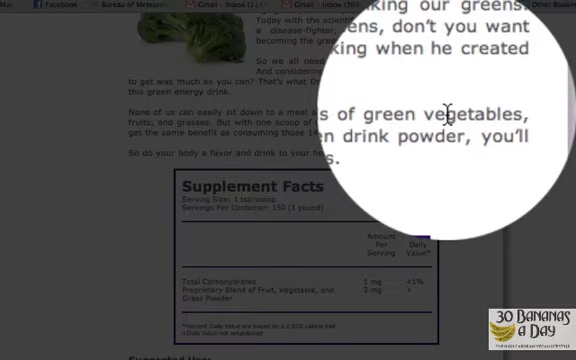 Facebook
Bureau of Meteor
Gmail - Inbox
Gmail - Inbox
king our greens.
Today with the scientif
a disease-fighter,
ens, don't you want
becoming the gree
king when he created
So we all need
And considering
to get was much as you can? That's what D
this green energy drink.
None of us can easily sit down to a meal
s of green vegetables,
fruits, and grasses. But with one scoop of
en drink powder, you'll
get the same benefit as consuming those 14
s.
So do your body a favor and drink to your he
Supplement Facts
Serving Size: 1 tsp/scoop
Servings Per Container: 150 (1 pound)
Amount
Per
Serving
Daily
Value*
Total Carbohydrates 1 mg <1%
Proprietary Blend of Fruit, Vegetable, and 3 mg
Grass Powder
*Percent Daily Value are based on a 2,000 calorie diet
Daily Value not established
Suggested Use:
30 BANANAS
a DAY